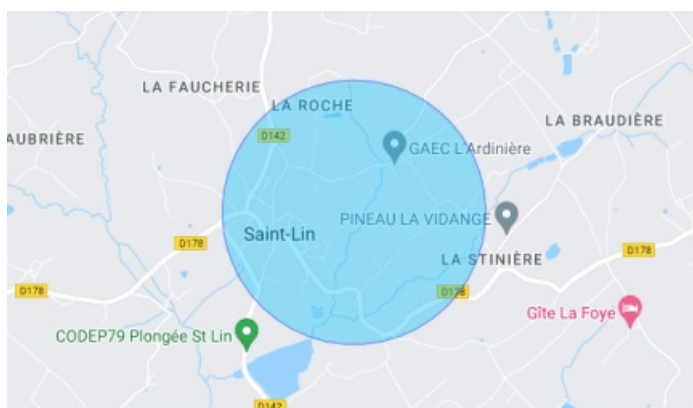 LA FAUCHERIE
LA ROCHE
LA BRAUDIÈRE
AUBRIÈRE
D142
GAEC L'Ardinière
PINEAU LA VIDANGE
Saint-Lin
D178
D178
LA STINIÈRE
D178
D178
Gîte La Foye
CODEP79 Plongée St Lin
D142